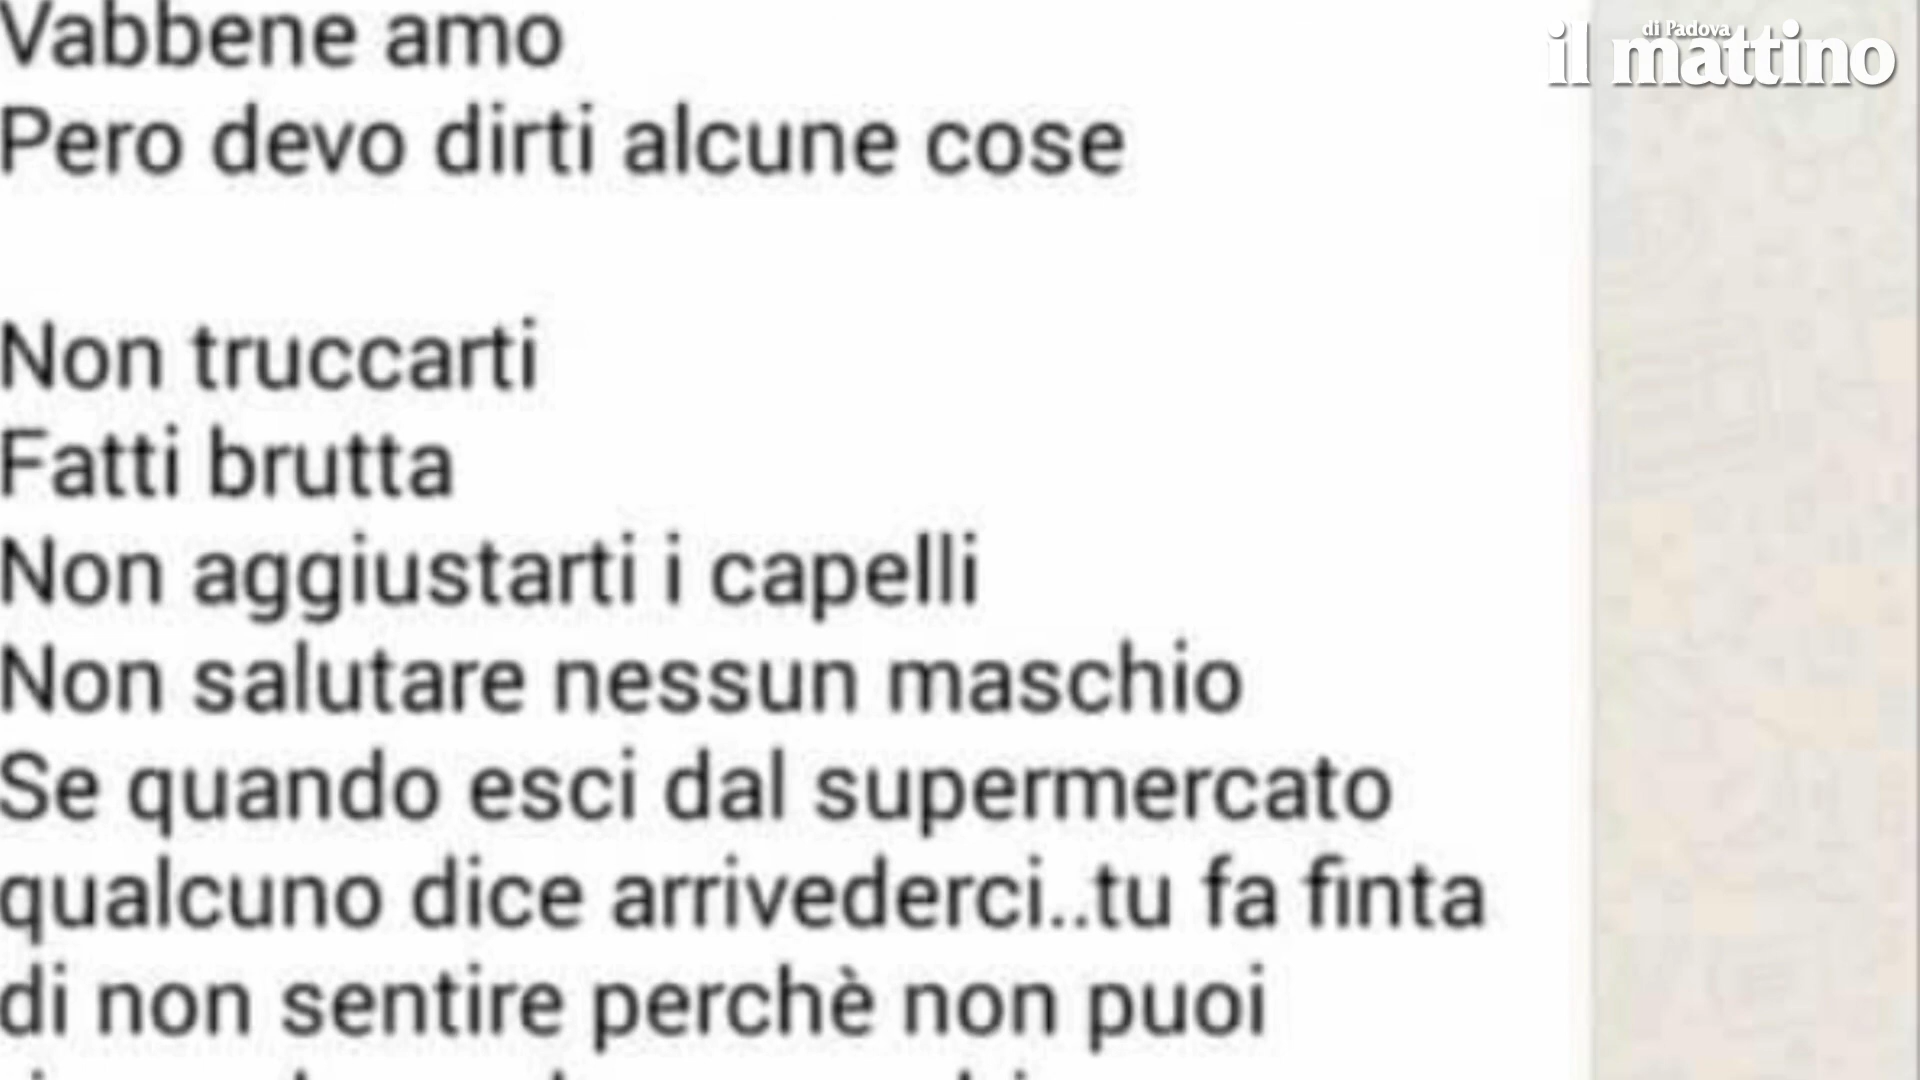 di Padova
il mattino
Vabbene amo
Pero devo dirti alcune cose
Non truccarti
Fatti brutta
Non aggiustarti i capelli
Non salutare nessun maschio
Se quando esci dal supermercato
qualcuno dice arrivederci..tu fa finta
di non sentire perchè non puoi